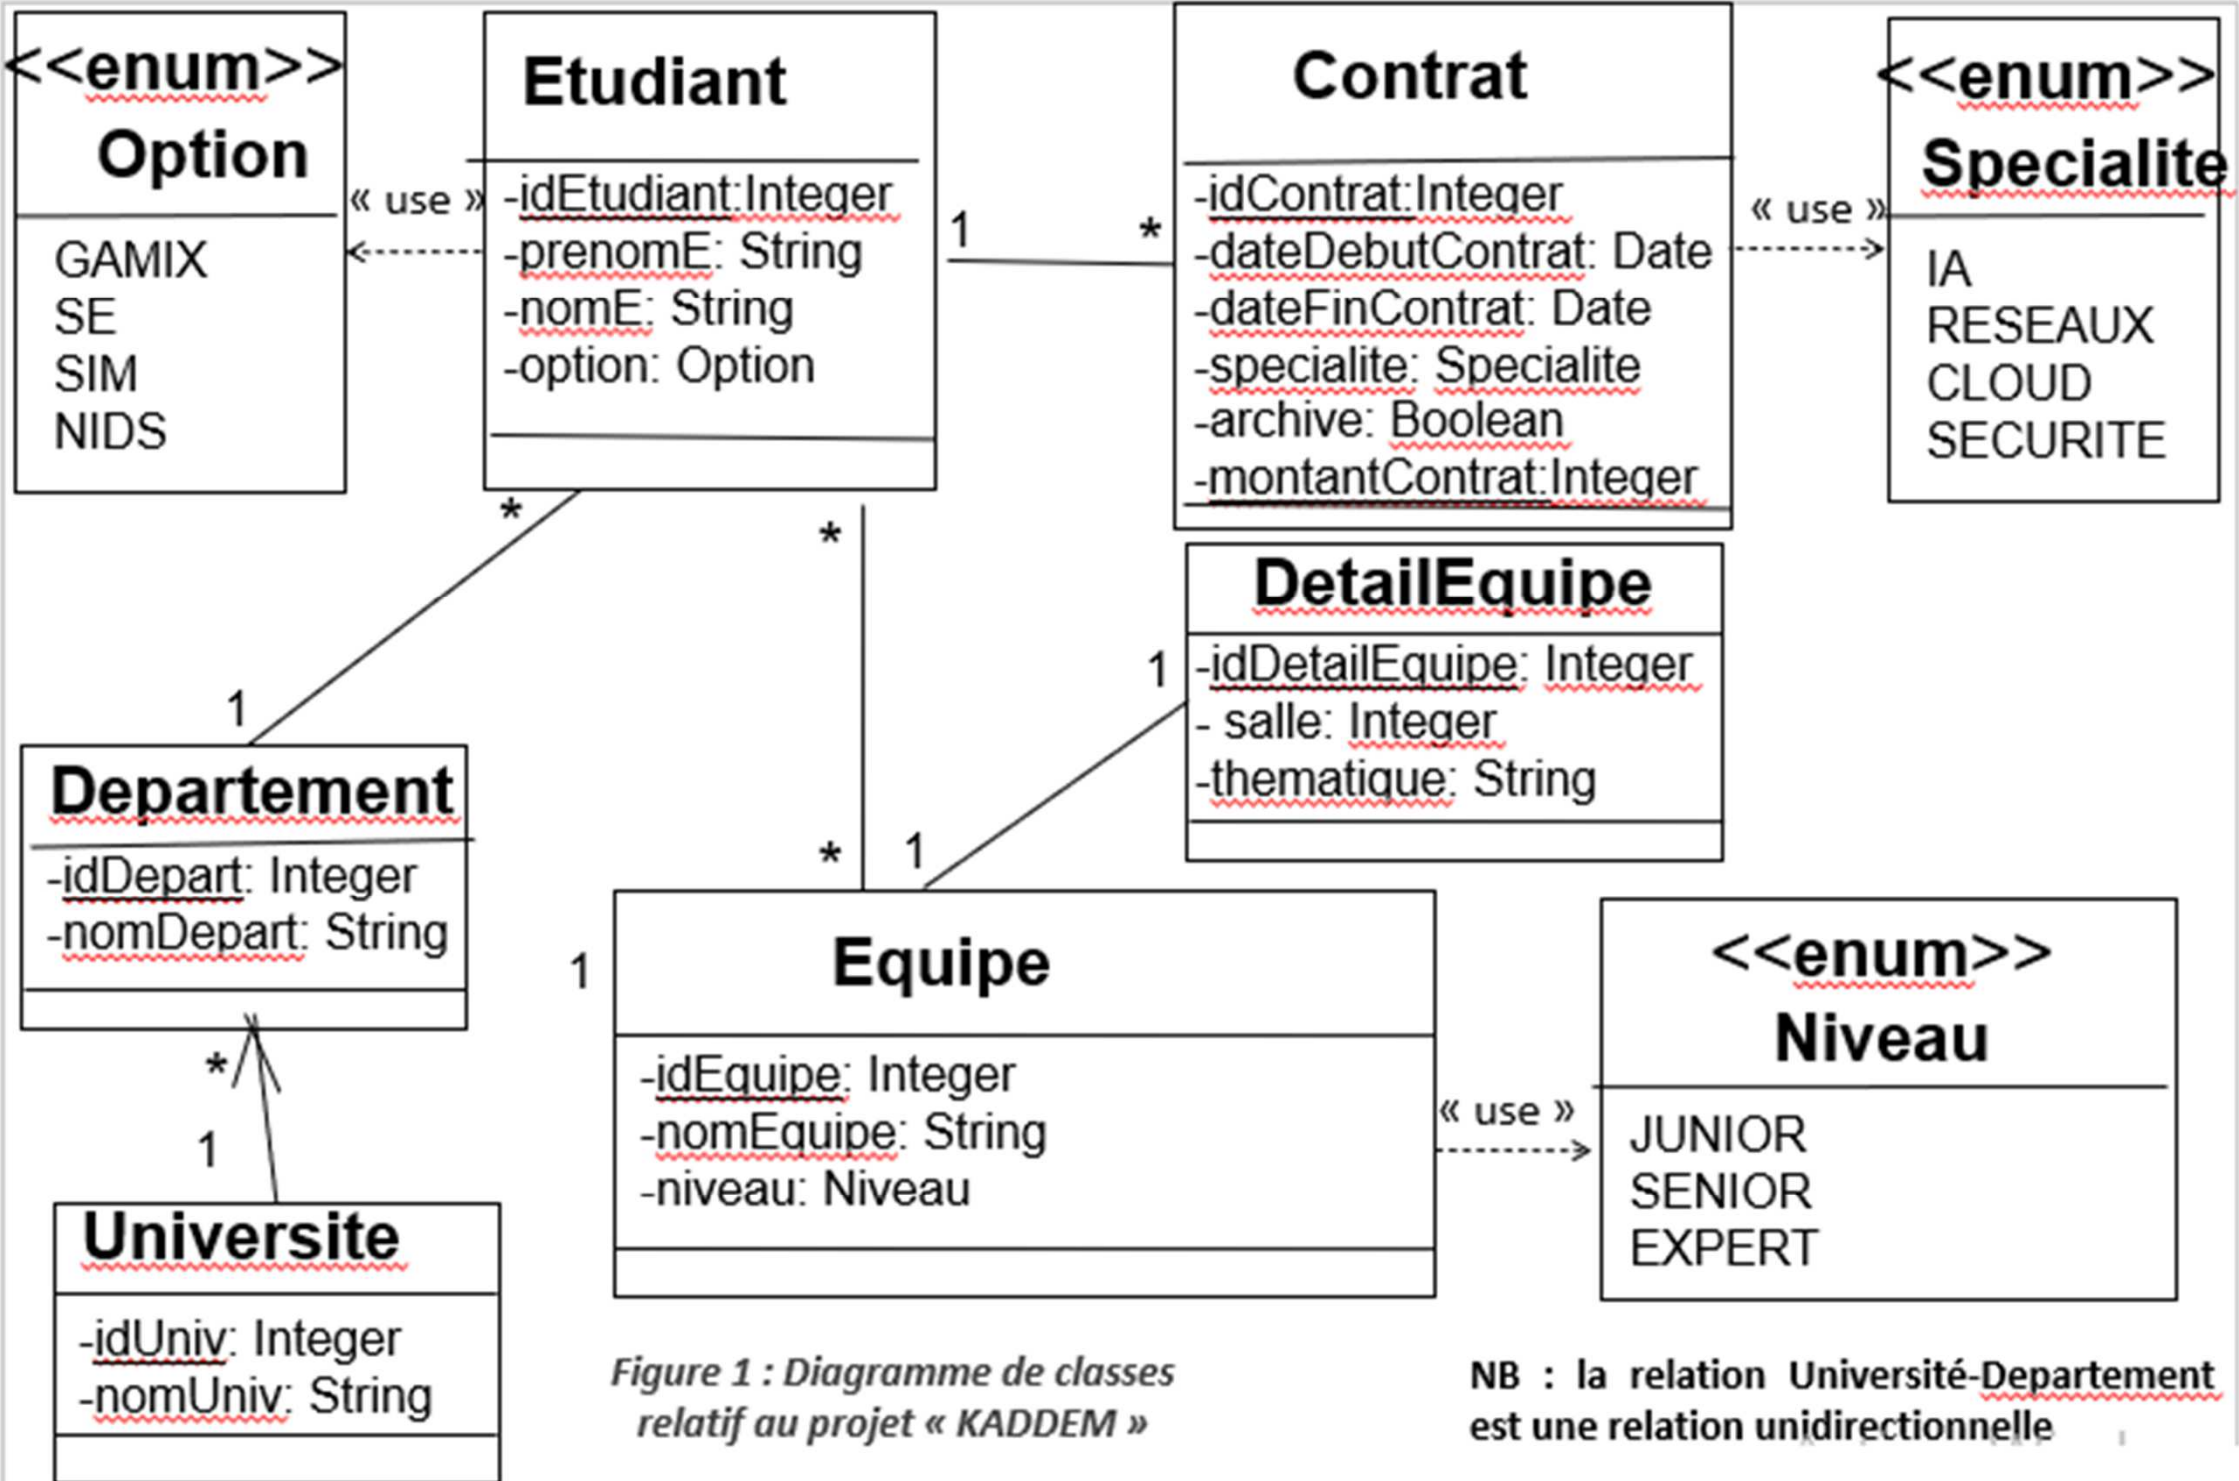 <<enum>>
Option
GAMIX
SE
SIM
NIDS
« use »
Etudiant
-idEtudiant:Integer
-prenomE: String
-nomE: String
-option: Option
1
*
Contrat
-idContrat:Integer
-dateDebutContrat: Date
-dateFinContrat: Date
-specialite: Specialite
-archive: Boolean
-montantContrat:Integer
« use »
<<enum>>
Specialite
IA
RESEAUX
CLOUD
SECURITE
*
1
*
*
1
1
DetailEquipe
-idDetailEquipe: Integer
- salle: Integer
-thematique: String
Departement
-idDepart: Integer
-nomDepart: String
*
1
Universite
-idUniv: Integer
-nomUniv: String
1
Equipe
-idEquipe: Integer
-nomEquipe: String
-niveau: Niveau
« use »
<<enum>>
Niveau
JUNIOR
SENIOR
EXPERT
Figure 1 : Diagramme de classes
relatif au projet « KADDEM »
NB : la relation Université-Departement
est une relation unidirectionnelle